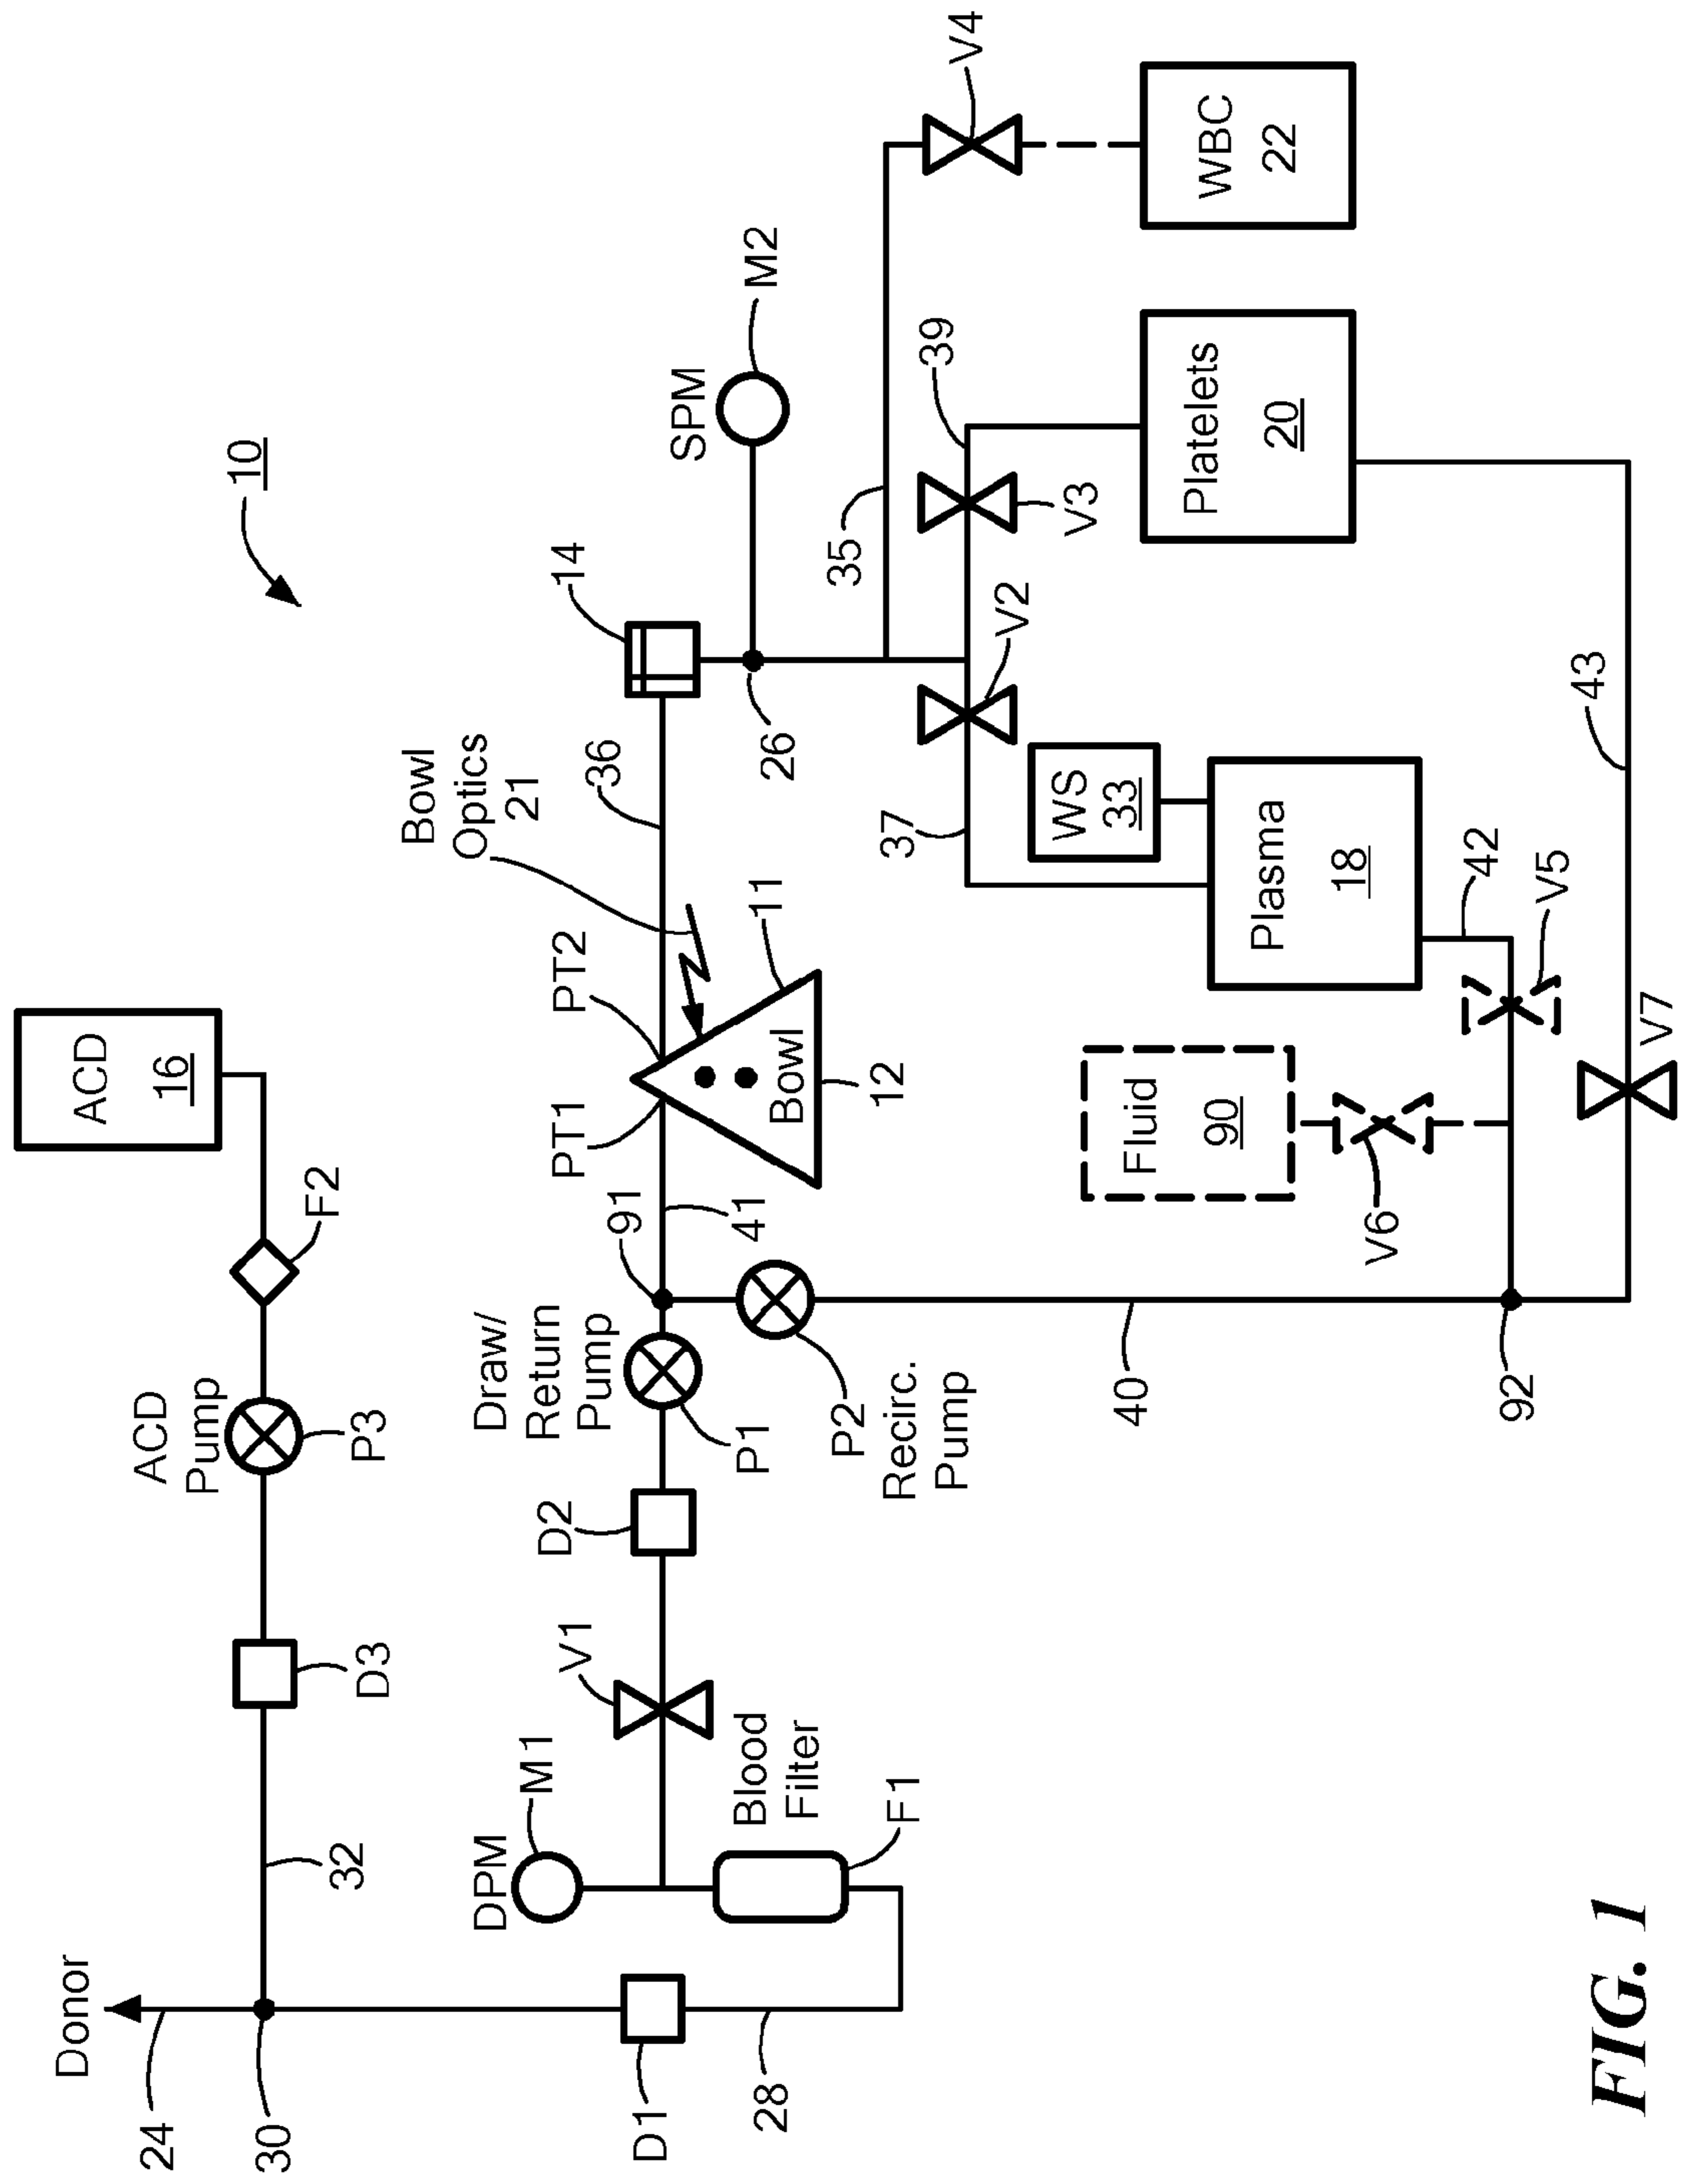 10
Donor
24
30
32
D3
ACD
Pump
P3
F2
ACD
16
D1
28
DPM
M1
Blood
Filter
F1
V1
D2
Draw/
Return
Pump
P1
P2
Recirc.
Pump
91
41
PT1
PT2
Bowl
12
11
Bowl
Optics
21
36
14
26
SPM
M2
35
V4
WBC
22
39
V3
V2
37
WS
33
Platelets
20
Plasma
18
42
V5
Fluid
90
V6
40
92
43
V7
FIG. 1